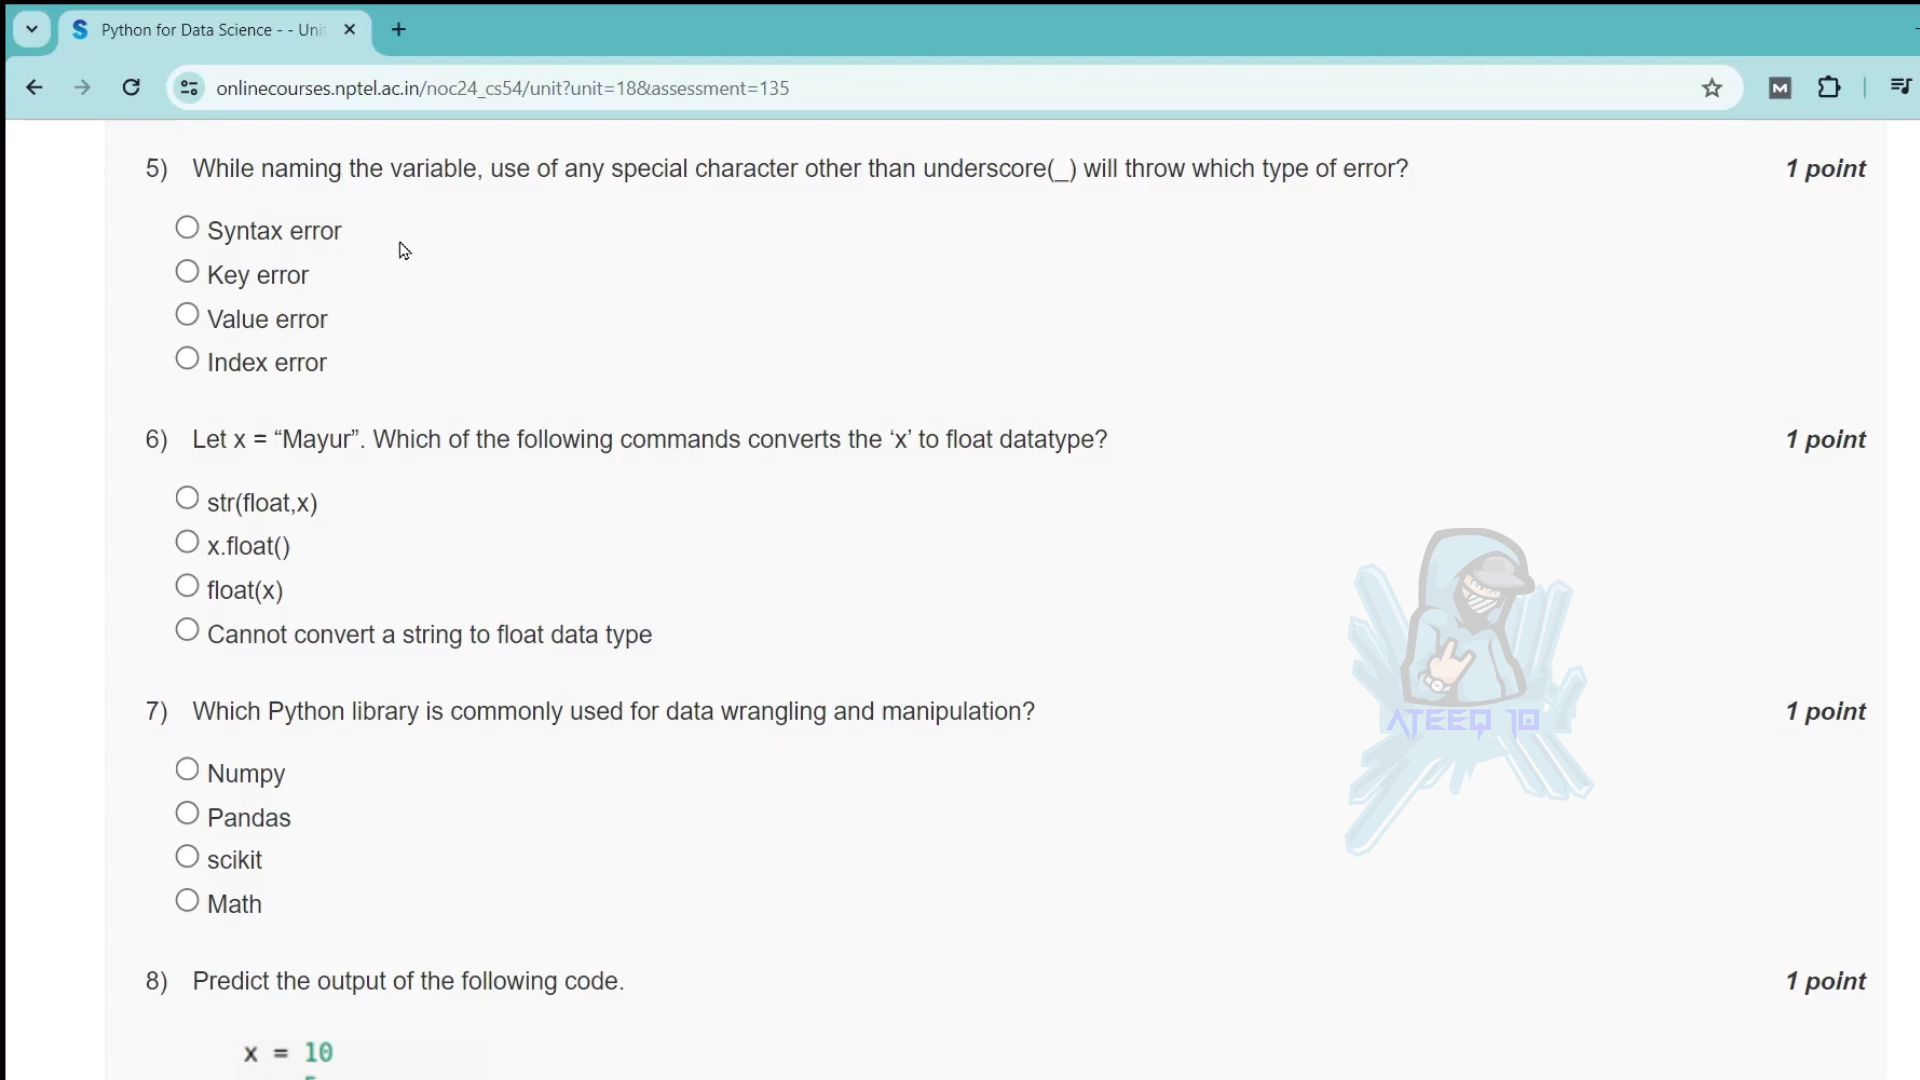 Python for Data Science - - Uni
onlinecourses.nptel.ac.in/noc24_cs54/unit?unit=18&assessment=135
5) While naming the variable, use of any special character other than underscore(_) will throw which type of error? 1 point
Syntax error
Key error
Value error
Index error
6) Let x = “Mayur”. Which of the following commands converts the ‘x’ to float datatype? 1 point
str(float,x)
x.float()
float(x)
Cannot convert a string to float data type
7) Which Python library is commonly used for data wrangling and manipulation? 1 point
Numpy
Pandas
scikit
Math
ATEEQ 10
8) Predict the output of the following code. 1 point
x = 10